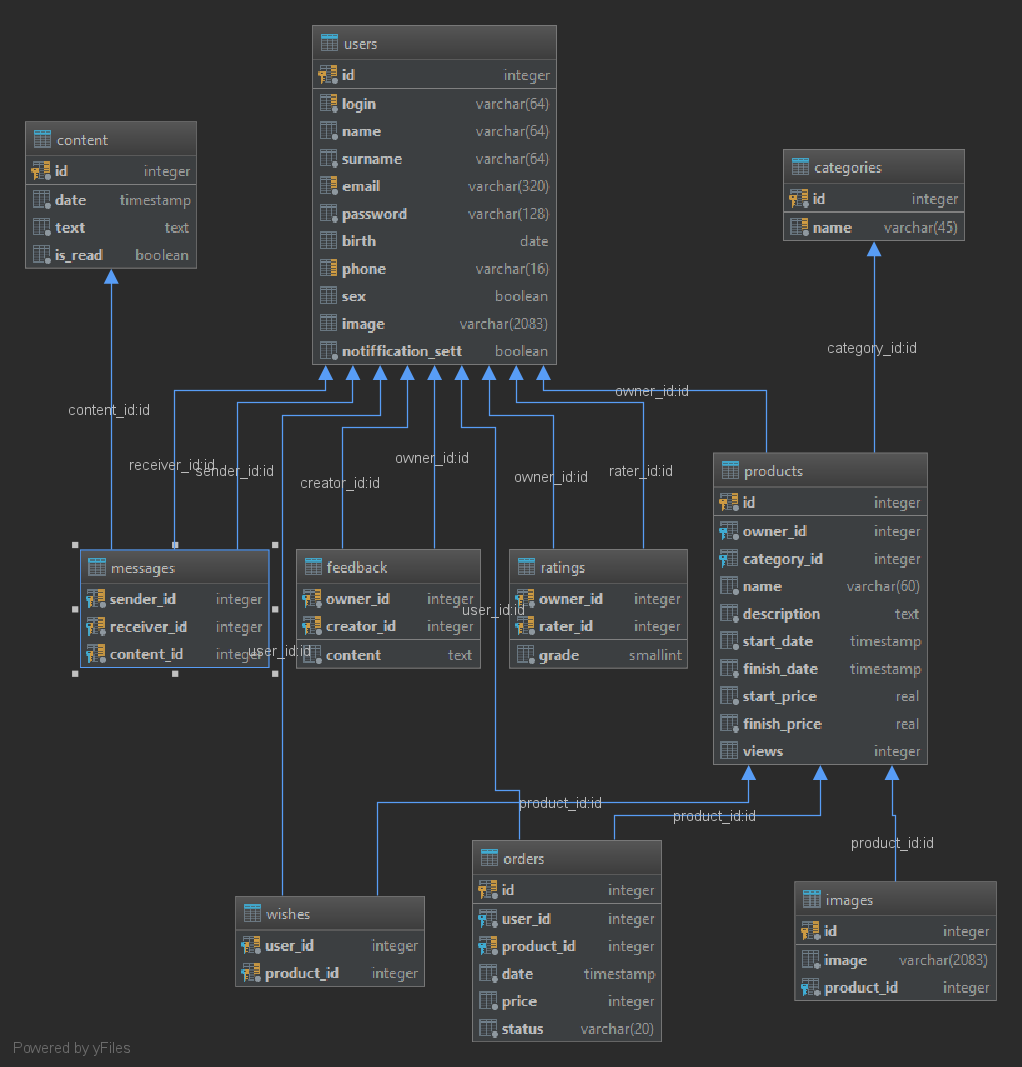 users
id integer
login varchar(64)
name varchar(64)
surname varchar(64)
email varchar(320)
password varchar(128)
birth date
phone varchar(16)
sex boolean
image varchar(2083)
notiffication_sett boolean
content
id integer
date timestamp
text text
is_read boolean
categories
id integer
name varchar(45)
category_id:id
owner_id:id
content_id:id
receiver_id:id
sender_id:id
creator_id:id
owner_id:id
owner_id:id
rater_id:id
products
id integer
owner_id integer
category_id integer
name varchar(60)
description text
start_date timestamp
finish_date timestamp
start_price real
finish_price real
views integer
messages
sender_id integer
receiver_id integer
content_id integer
user_id:id
feedback
owner_id integer
creator_id integer
content text
user_id:id
ratings
owner_id integer
rater_id integer
grade smallint
product_id:id
product_id:id
product_id:id
orders
id integer
user_id integer
product_id integer
date timestamp
price integer
status varchar(20)
wishes
user_id integer
product_id integer
images
id integer
image varchar(2083)
product_id integer
Powered by yFiles